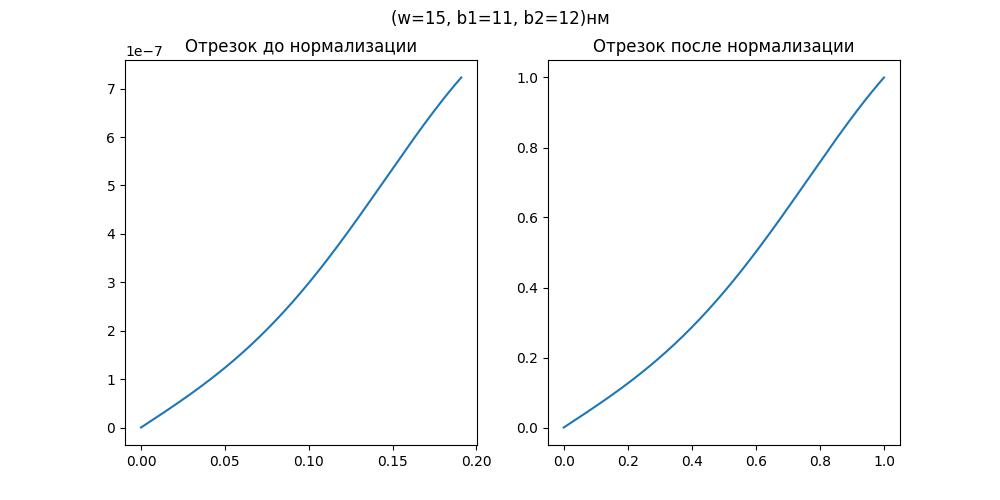 (w=15, b1=11, b2=12)нм
Отрезок до нормализации
1e−7
7
6
5
4
3
2
1
0
0.00 0.05 0.10 0.15 0.20
Отрезок после нормализации
1.0
0.8
0.6
0.4
0.2
0.0
0.0 0.2 0.4 0.6 0.8 1.0